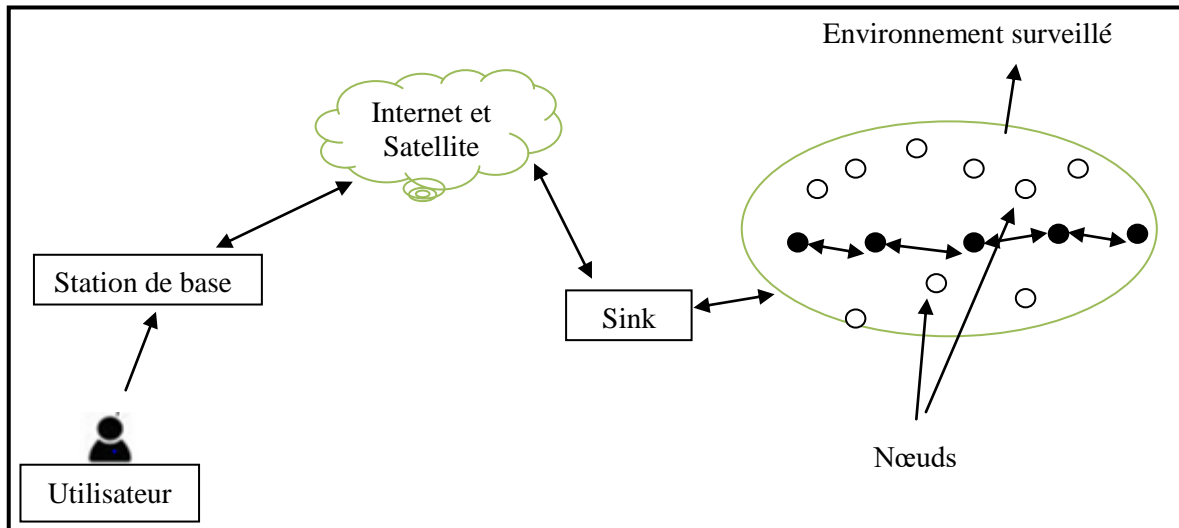 Environnement surveillé
Internet et
Satellite
Station de base
Sink
Nœuds
Utilisateur